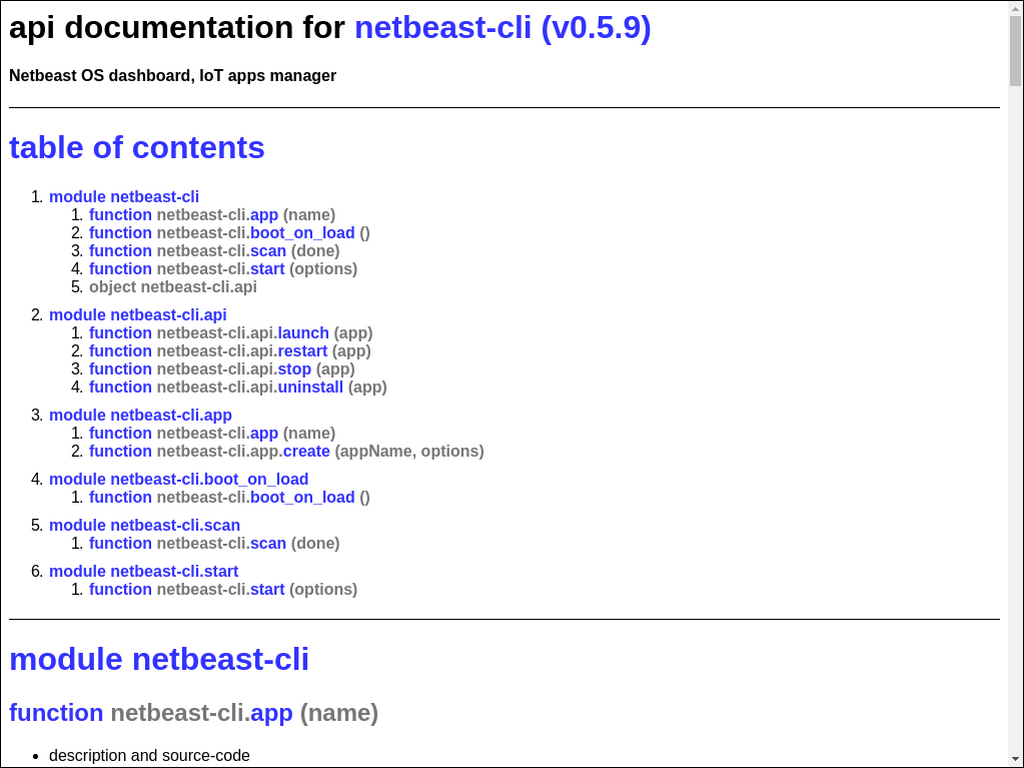 api documentation for netbeast-cli (v0.5.9)
Netbeast OS dashboard, IoT apps manager
table of contents
1. module netbeast-cli
1. function netbeast-cli.app (name)
2. function netbeast-cli.boot_on_load ()
3. function netbeast-cli.scan (done)
4. function netbeast-cli.start (options)
5. object netbeast-cli.api
2. module netbeast-cli.api
1. function netbeast-cli.api.launch (app)
2. function netbeast-cli.api.restart (app)
3. function netbeast-cli.api.stop (app)
4. function netbeast-cli.api.uninstall (app)
3. module netbeast-cli.app
1. function netbeast-cli.app (name)
2. function netbeast-cli.app.create (appName, options)
4. module netbeast-cli.boot_on_load
1. function netbeast-cli.boot_on_load ()
5. module netbeast-cli.scan
1. function netbeast-cli.scan (done)
6. module netbeast-cli.start
1. function netbeast-cli.start (options)
module netbeast-cli
function netbeast-cli.app (name)
• description and source-code